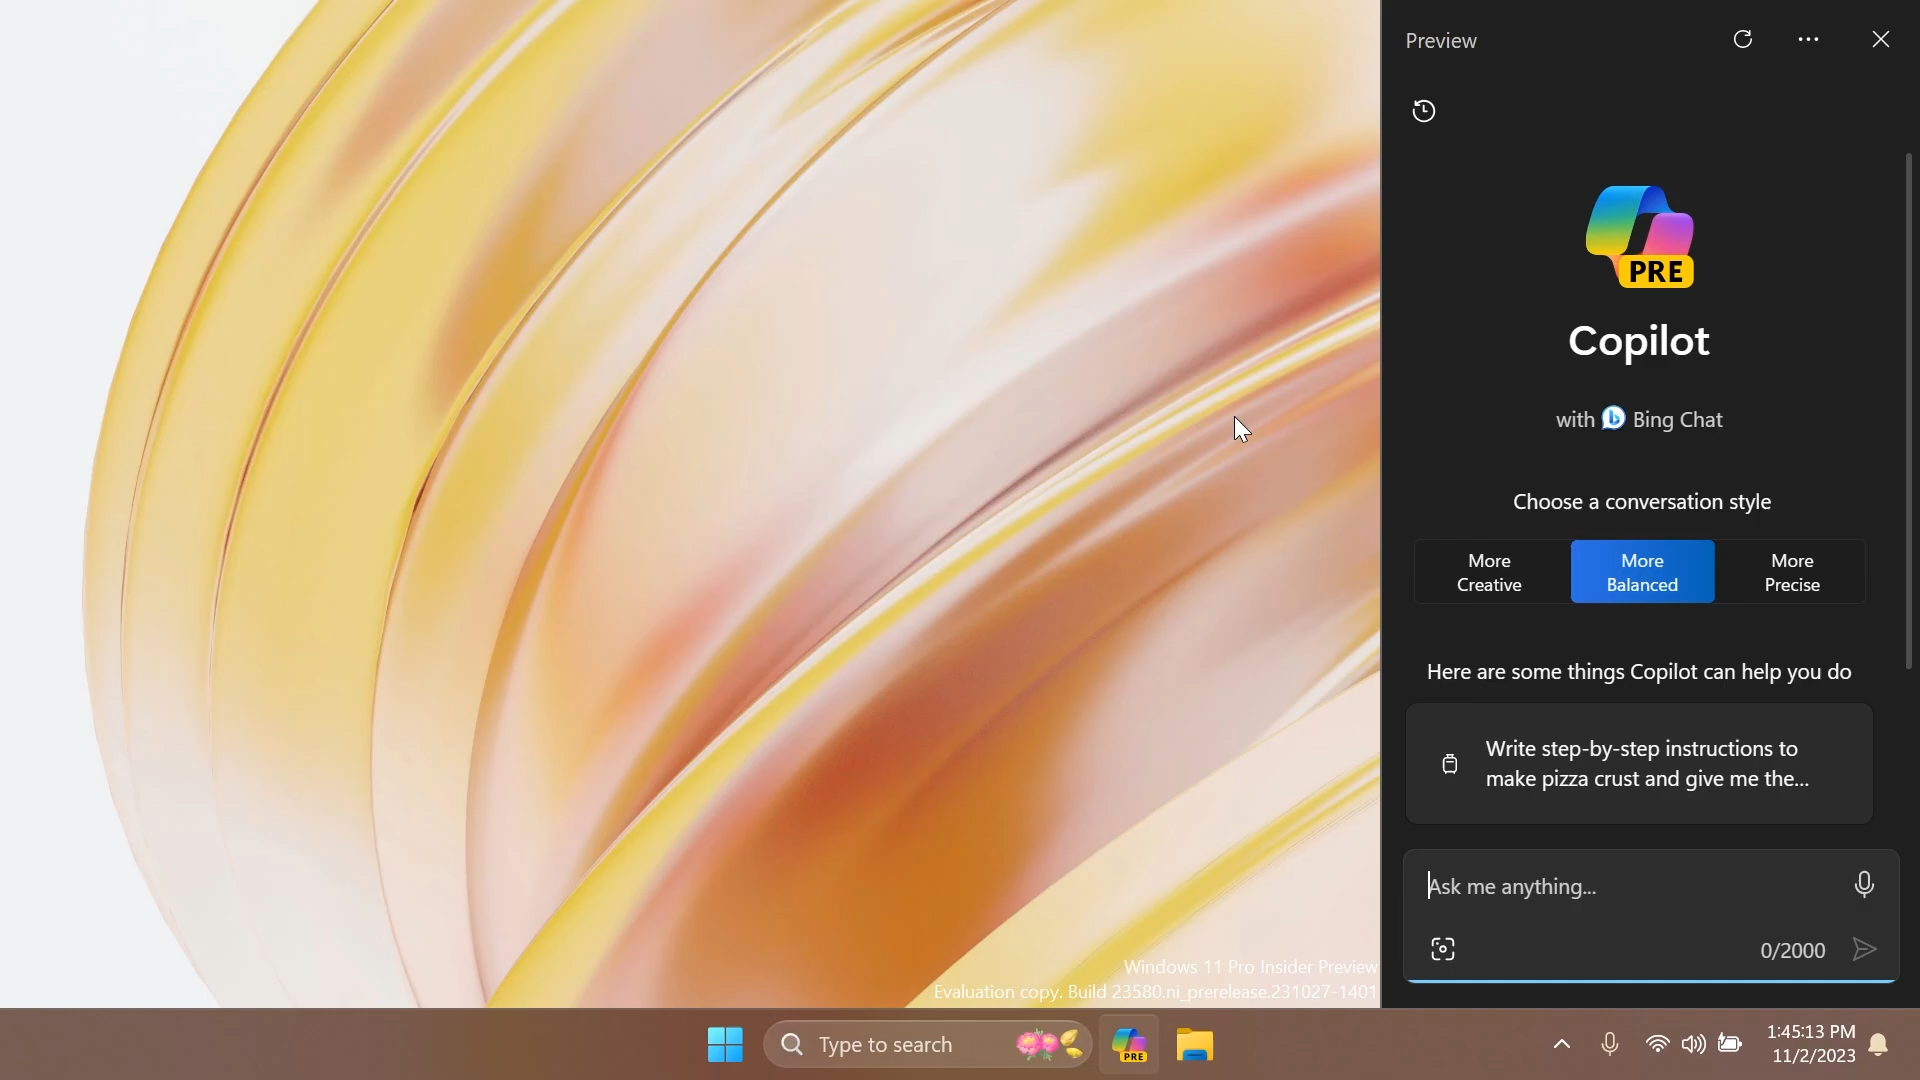 Preview
PRE
Copilot
with Bing Chat
Choose a conversation style
More
Creative
More
Balanced
More
Precise
Here are some things Copilot can help you do
Write step-by-step instructions to
make pizza crust and give me the...
Ask me anything...
0/2000
Windows 11 Pro Insider Preview
Evaluation copy. Build 23580.ni_prerelease.231027-1401
Type to search
PRE
1:45:13 PM
11/2/2023